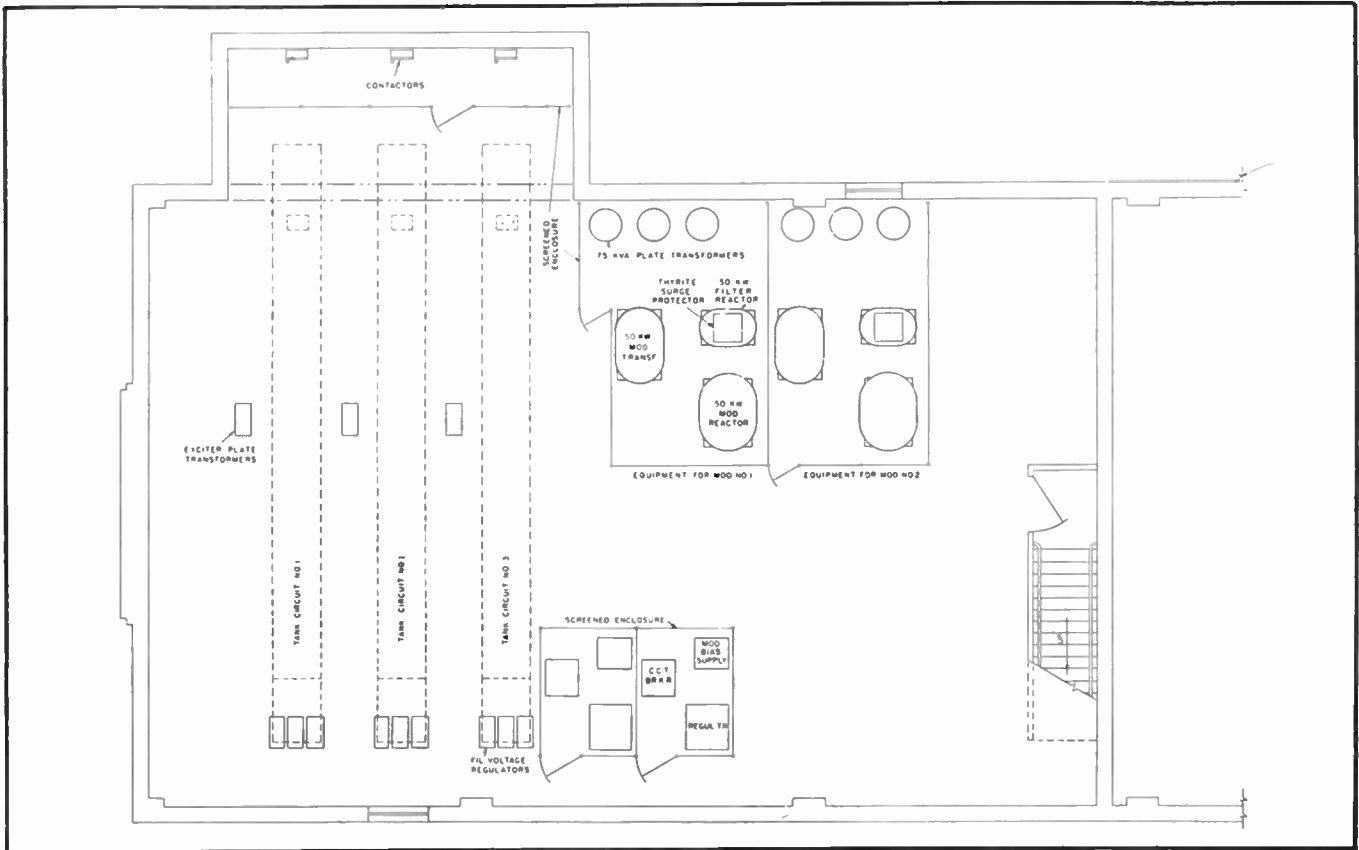 CONTACTORS
SCREENED
ENCLOSURE
75 KVA PLATE TRANSFORMERS
THYRITE
SURGE
PROTECTOR
50 KW
FILTER
REACTOR
50 KW
MOD
TRANSF
50 KW
MOD
REACTOR
EXCITER PLATE
TRANSFORMERS
EQUIPMENT FOR MOD NO.1
EQUIPMENT FOR MOD NO.2
TANK CIRCUIT NO.1
TANK CIRCUIT NO.2
TANK CIRCUIT NO.3
SCREENED ENCLOSURE
MOD
BIAS
SUPPLY
CCT
BRKR
REGULTR
FIL VOLTAGE
REGULATORS